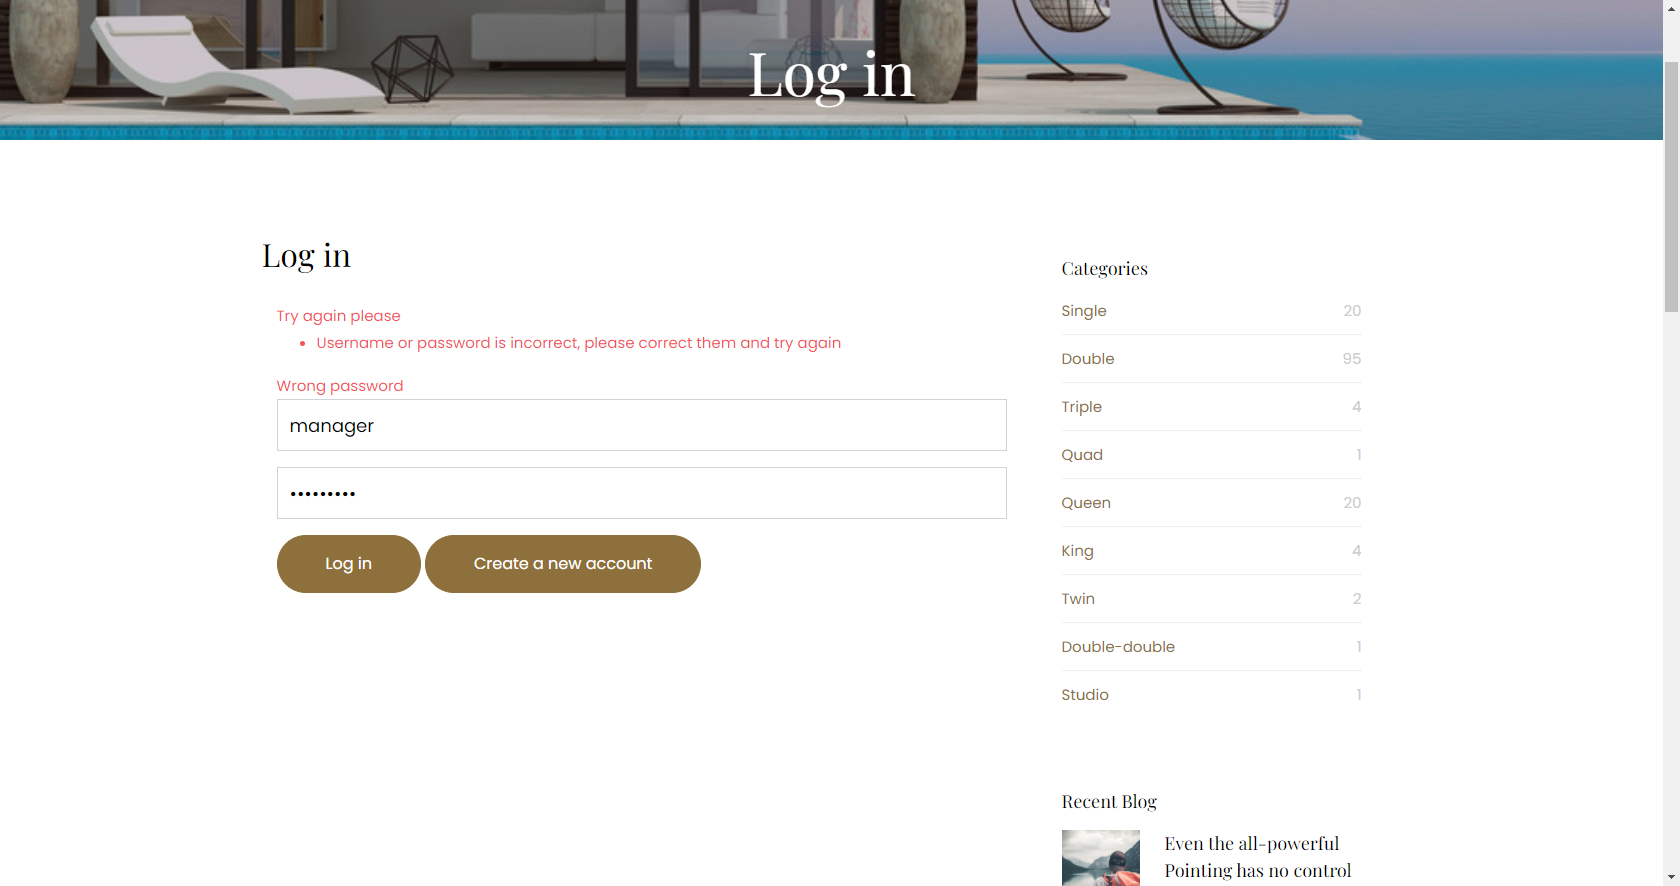 Log in
Log in
Try again please
• Username or password is incorrect, please correct them and try again
Wrong password
manager
•••••••••
Log in
Create a new account
Categories
Single 20
Double 95
Triple 4
Quad 1
Queen 20
King 4
Twin 2
Double-double 1
Studio 1
Recent Blog
Even the all-powerful
Pointing has no control